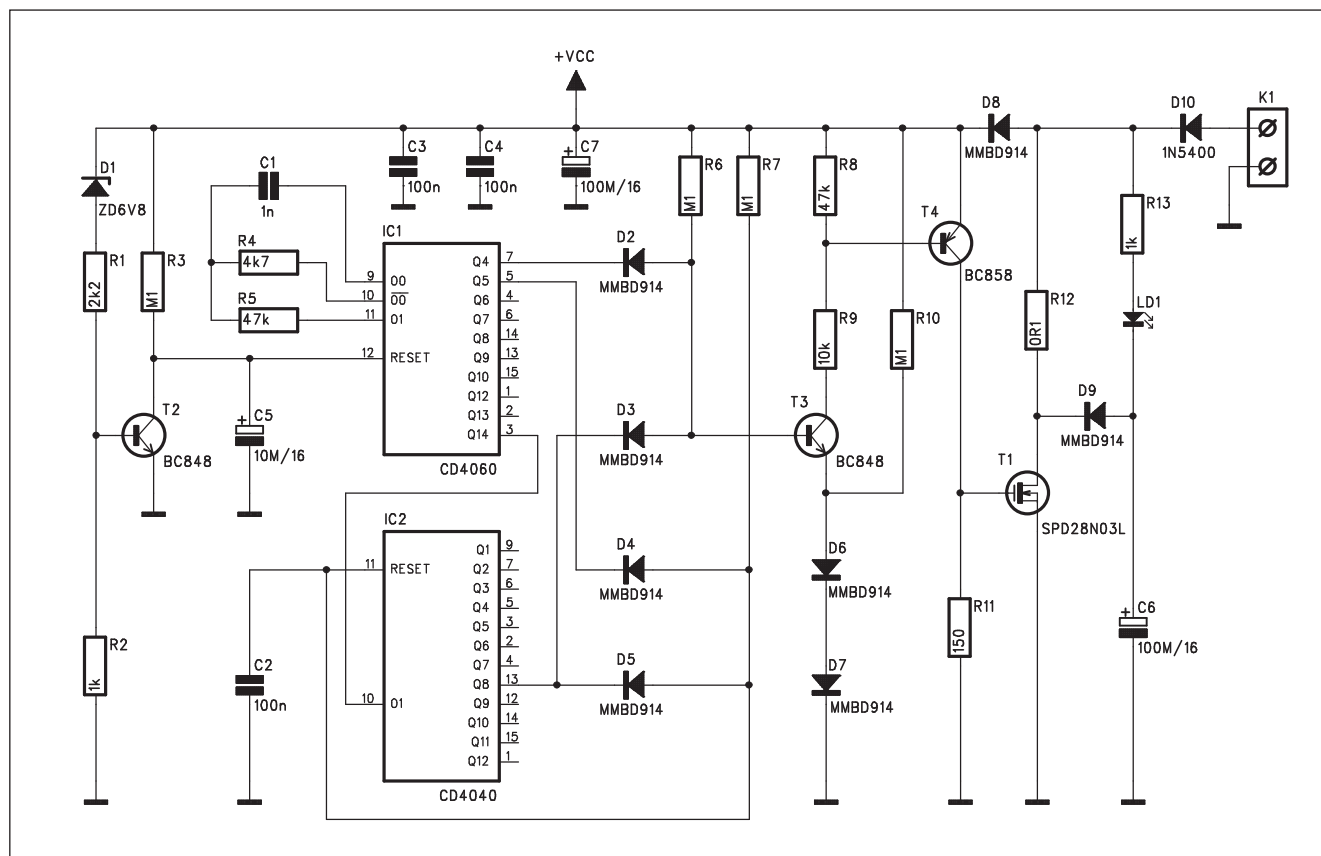 +VCC
D1
ZD6V8
R1
2k2
R2
1k
R3
M1
T2
BC848
C1
1n
R4
4k7
R5
47k
C5
10M/16
C2
100n
C3
100n
C4
100n
C7
100M/16
IC1
9 OO
10 OO
11 O1
12 RESET
Q4 7
Q5 5
Q6 4
Q7 6
Q8 14
Q9 13
Q10 15
Q12 1
Q13 2
Q14 3
CD4060
IC2
11 RESET
10 O1
Q1 9
Q2 7
Q3 6
Q4 5
Q5 3
Q6 2
Q7 4
Q8 13
Q9 12
Q10 14
Q11 15
Q12 1
CD4040
D2
MMBD914
D3
MMBD914
D4
MMBD914
D5
MMBD914
R6
M1
R7
M1
R8
47k
R9
10k
R10
M1
T3
BC848
D6
MMBD914
D7
MMBD914
T4
BC858
R11
150
D8
MMBD914
R12
0R1
T1
SPD28N03L
D9
MMBD914
D10
1N5400
K1
R13
1k
LD1
C6
100M/16